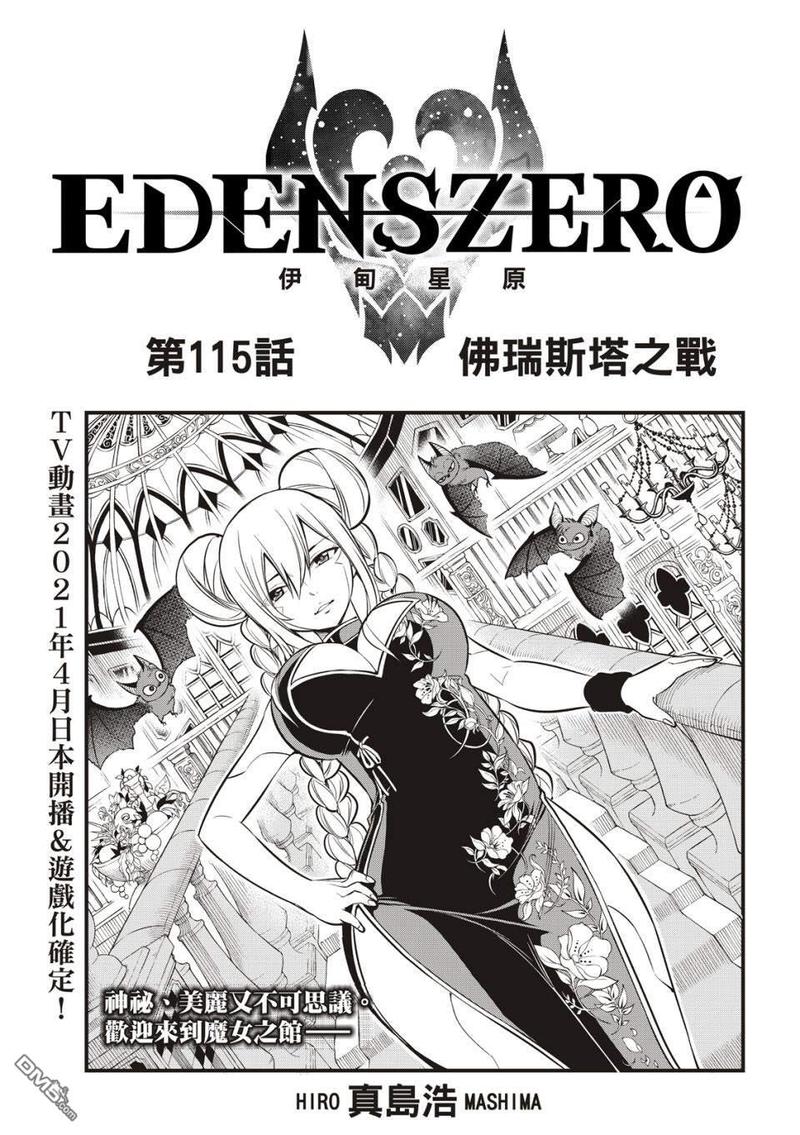 EDENSZERO
伊甸星原
第115話 佛瑞斯塔之戰
TV動畫2021年4月日本開播&遊戲化確定！
神祕、美麗又不可思議。
歡迎來到魔女之館——
HIRO 真島浩 MASHIMA
DM5.com